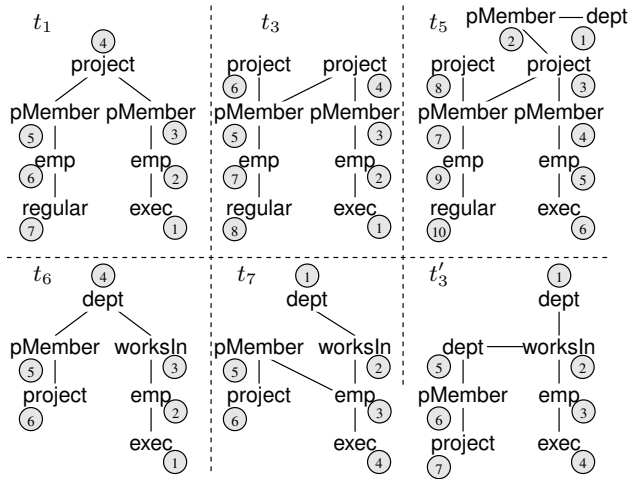 t1
4
project
pMember pMember
5 3
emp emp
6 2
regular exec
7 1
t3
project project
6 4
pMember pMember
5 3
emp emp
7 2
regular exec
8 1
t5
pMember dept
2 1
project project
8 3
pMember pMember
7 4
emp emp
9 5
regular exec
10 6
t6
4
dept
pMember worksIn
5 3
project emp
6 2
exec
1
t7
1
dept
pMember worksIn
5 2
project emp
6 3
exec
4
t′3
1
dept
dept worksIn
5 2
pMember emp
6 3
project exec
7 4